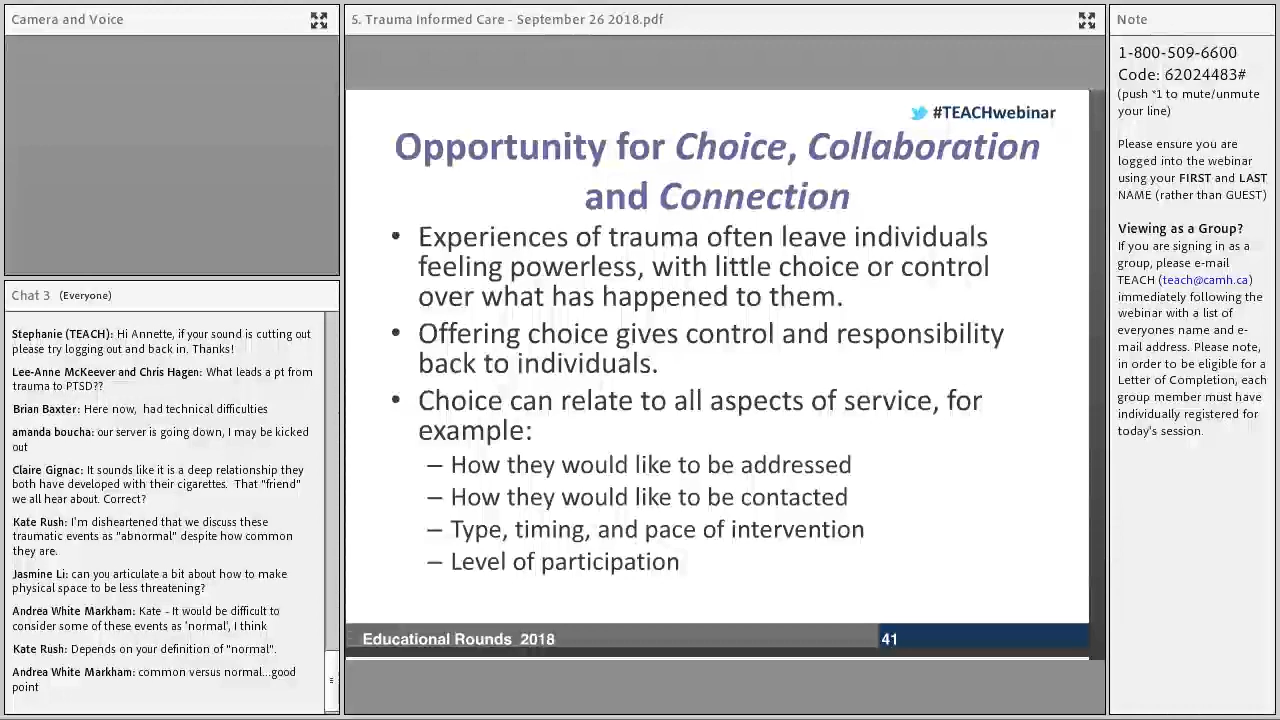 Camera and Voice
Chat 3 (Everyone)
Stephanie (TEACH): Hi Annette, if your sound is cutting out
please try logging out and back in. Thanks!
Lee-Anne McKeever and Chris Hagen: What leads a pt from
trauma to PTSD??
Brian Baxter: Here now, had technical difficulties
amanda boucha: our server is going down, I may be kicked
out
Claire Gignac: It sounds like it is a deep relationship they
both have developed with their cigarettes. That "friend"
we all hear about. Correct?
Kate Rush: I'm disheartened that we discuss these
traumatic events as "abnormal" despite how common
they are.
Jasmine Li: can you articulate a bit about how to make
physical space to be less threatening?
Andrea White Markham: Kate - It would be difficult to
consider some of these events as 'normal', I think
Kate Rush: Depends on your definition of "normal".
Andrea White Markham: common versus normal...good
point
5. Trauma Informed Care - September 26 2018.pdf
#TEACHwebinar
Opportunity for Choice, Collaboration
and Connection
• Experiences of trauma often leave individuals
feeling powerless, with little choice or control
over what has happened to them.
• Offering choice gives control and responsibility
back to individuals.
• Choice can relate to all aspects of service, for
example:
– How they would like to be addressed
– How they would like to be contacted
– Type, timing, and pace of intervention
– Level of participation
Educational Rounds 2018
41
Note
1-800-509-6600
Code: 62024483#
(push *1 to mute/unmute
your line)
Please ensure you are
logged into the webinar
using your FIRST and LAST
NAME (rather than GUEST)
Viewing as a Group?
If you are signing in as a
group, please e-mail
TEACH (teach@camh.ca)
immediately following the
webinar with a list of
everyones name and e-
mail address. Please note,
in order to be eligible for a
Letter of Completion, each
group member must have
individually registered for
today's session.